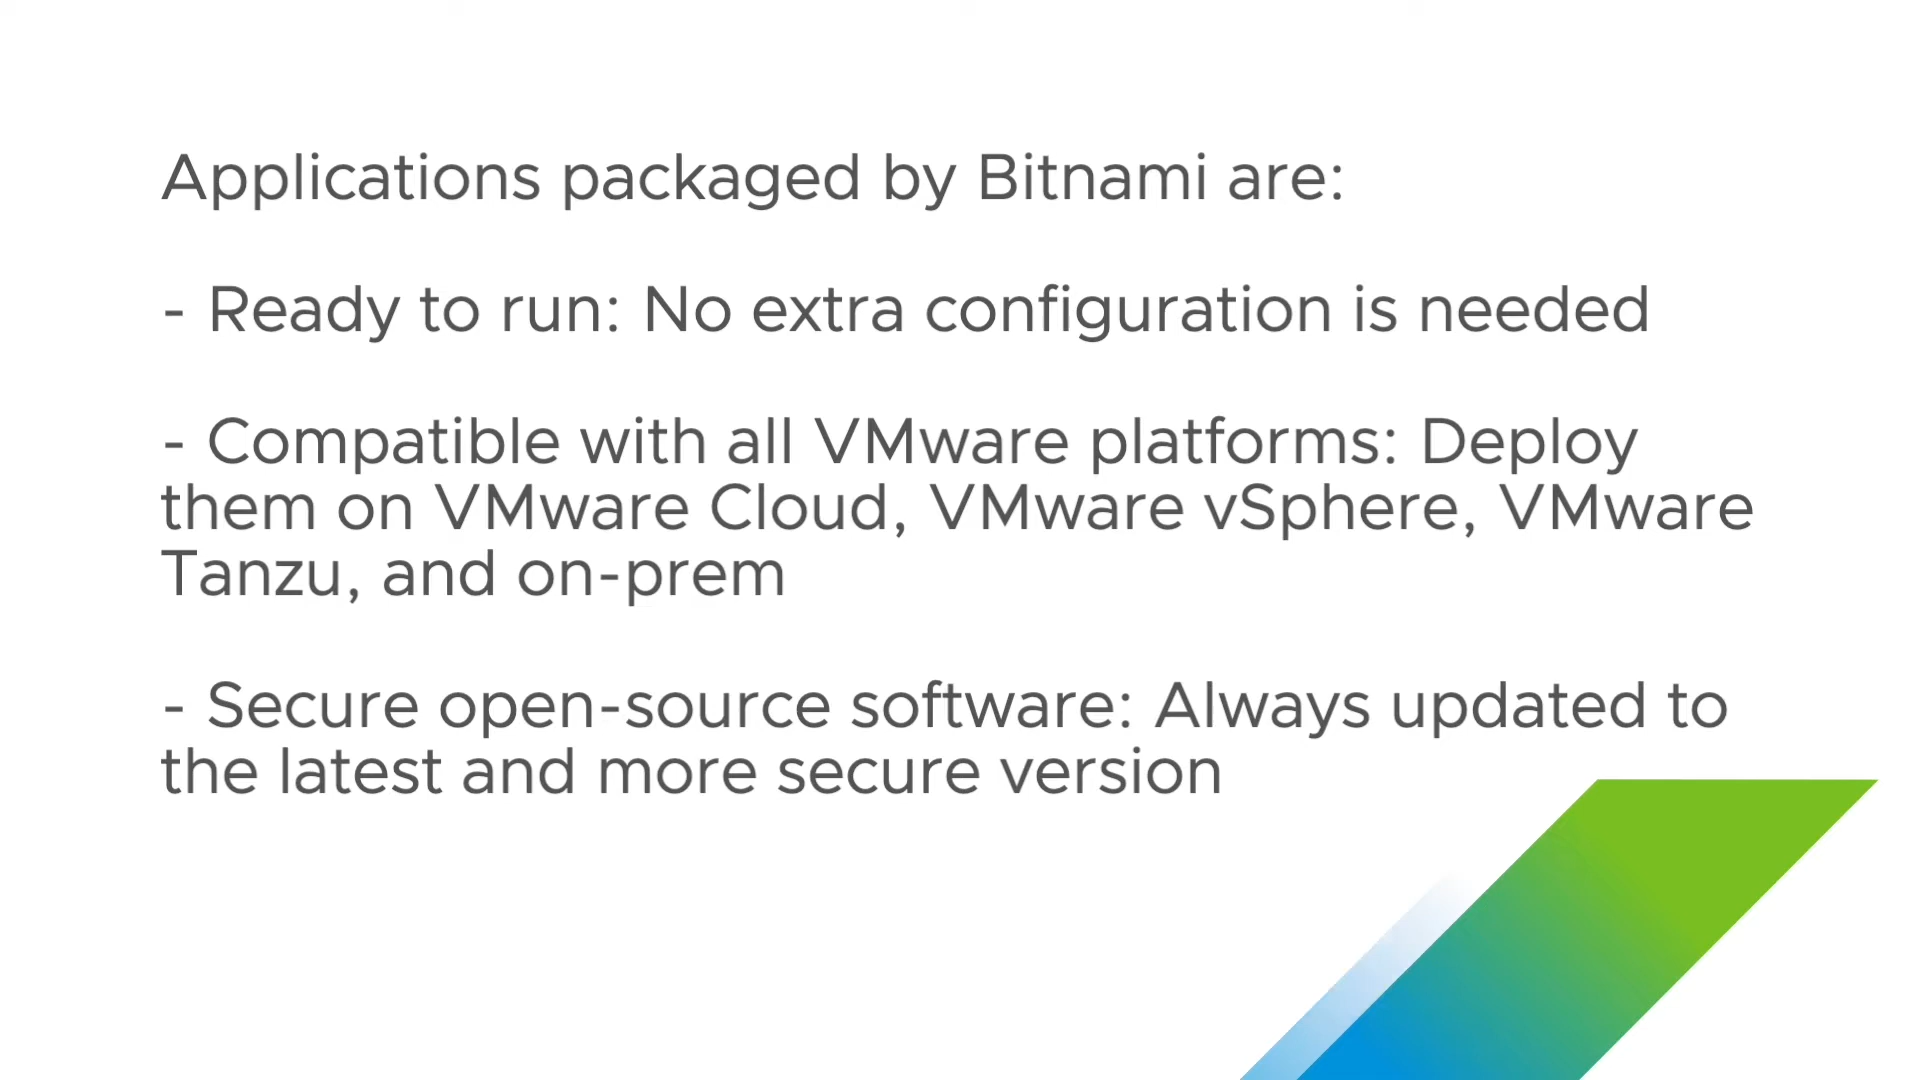 Applications packaged by Bitnami are:
- Ready to run: No extra configuration is needed
- Compatible with all VMware platforms: Deploy
them on VMware Cloud, VMware vSphere, VMware
Tanzu, and on-prem
- Secure open-source software: Always updated to
the latest and more secure version